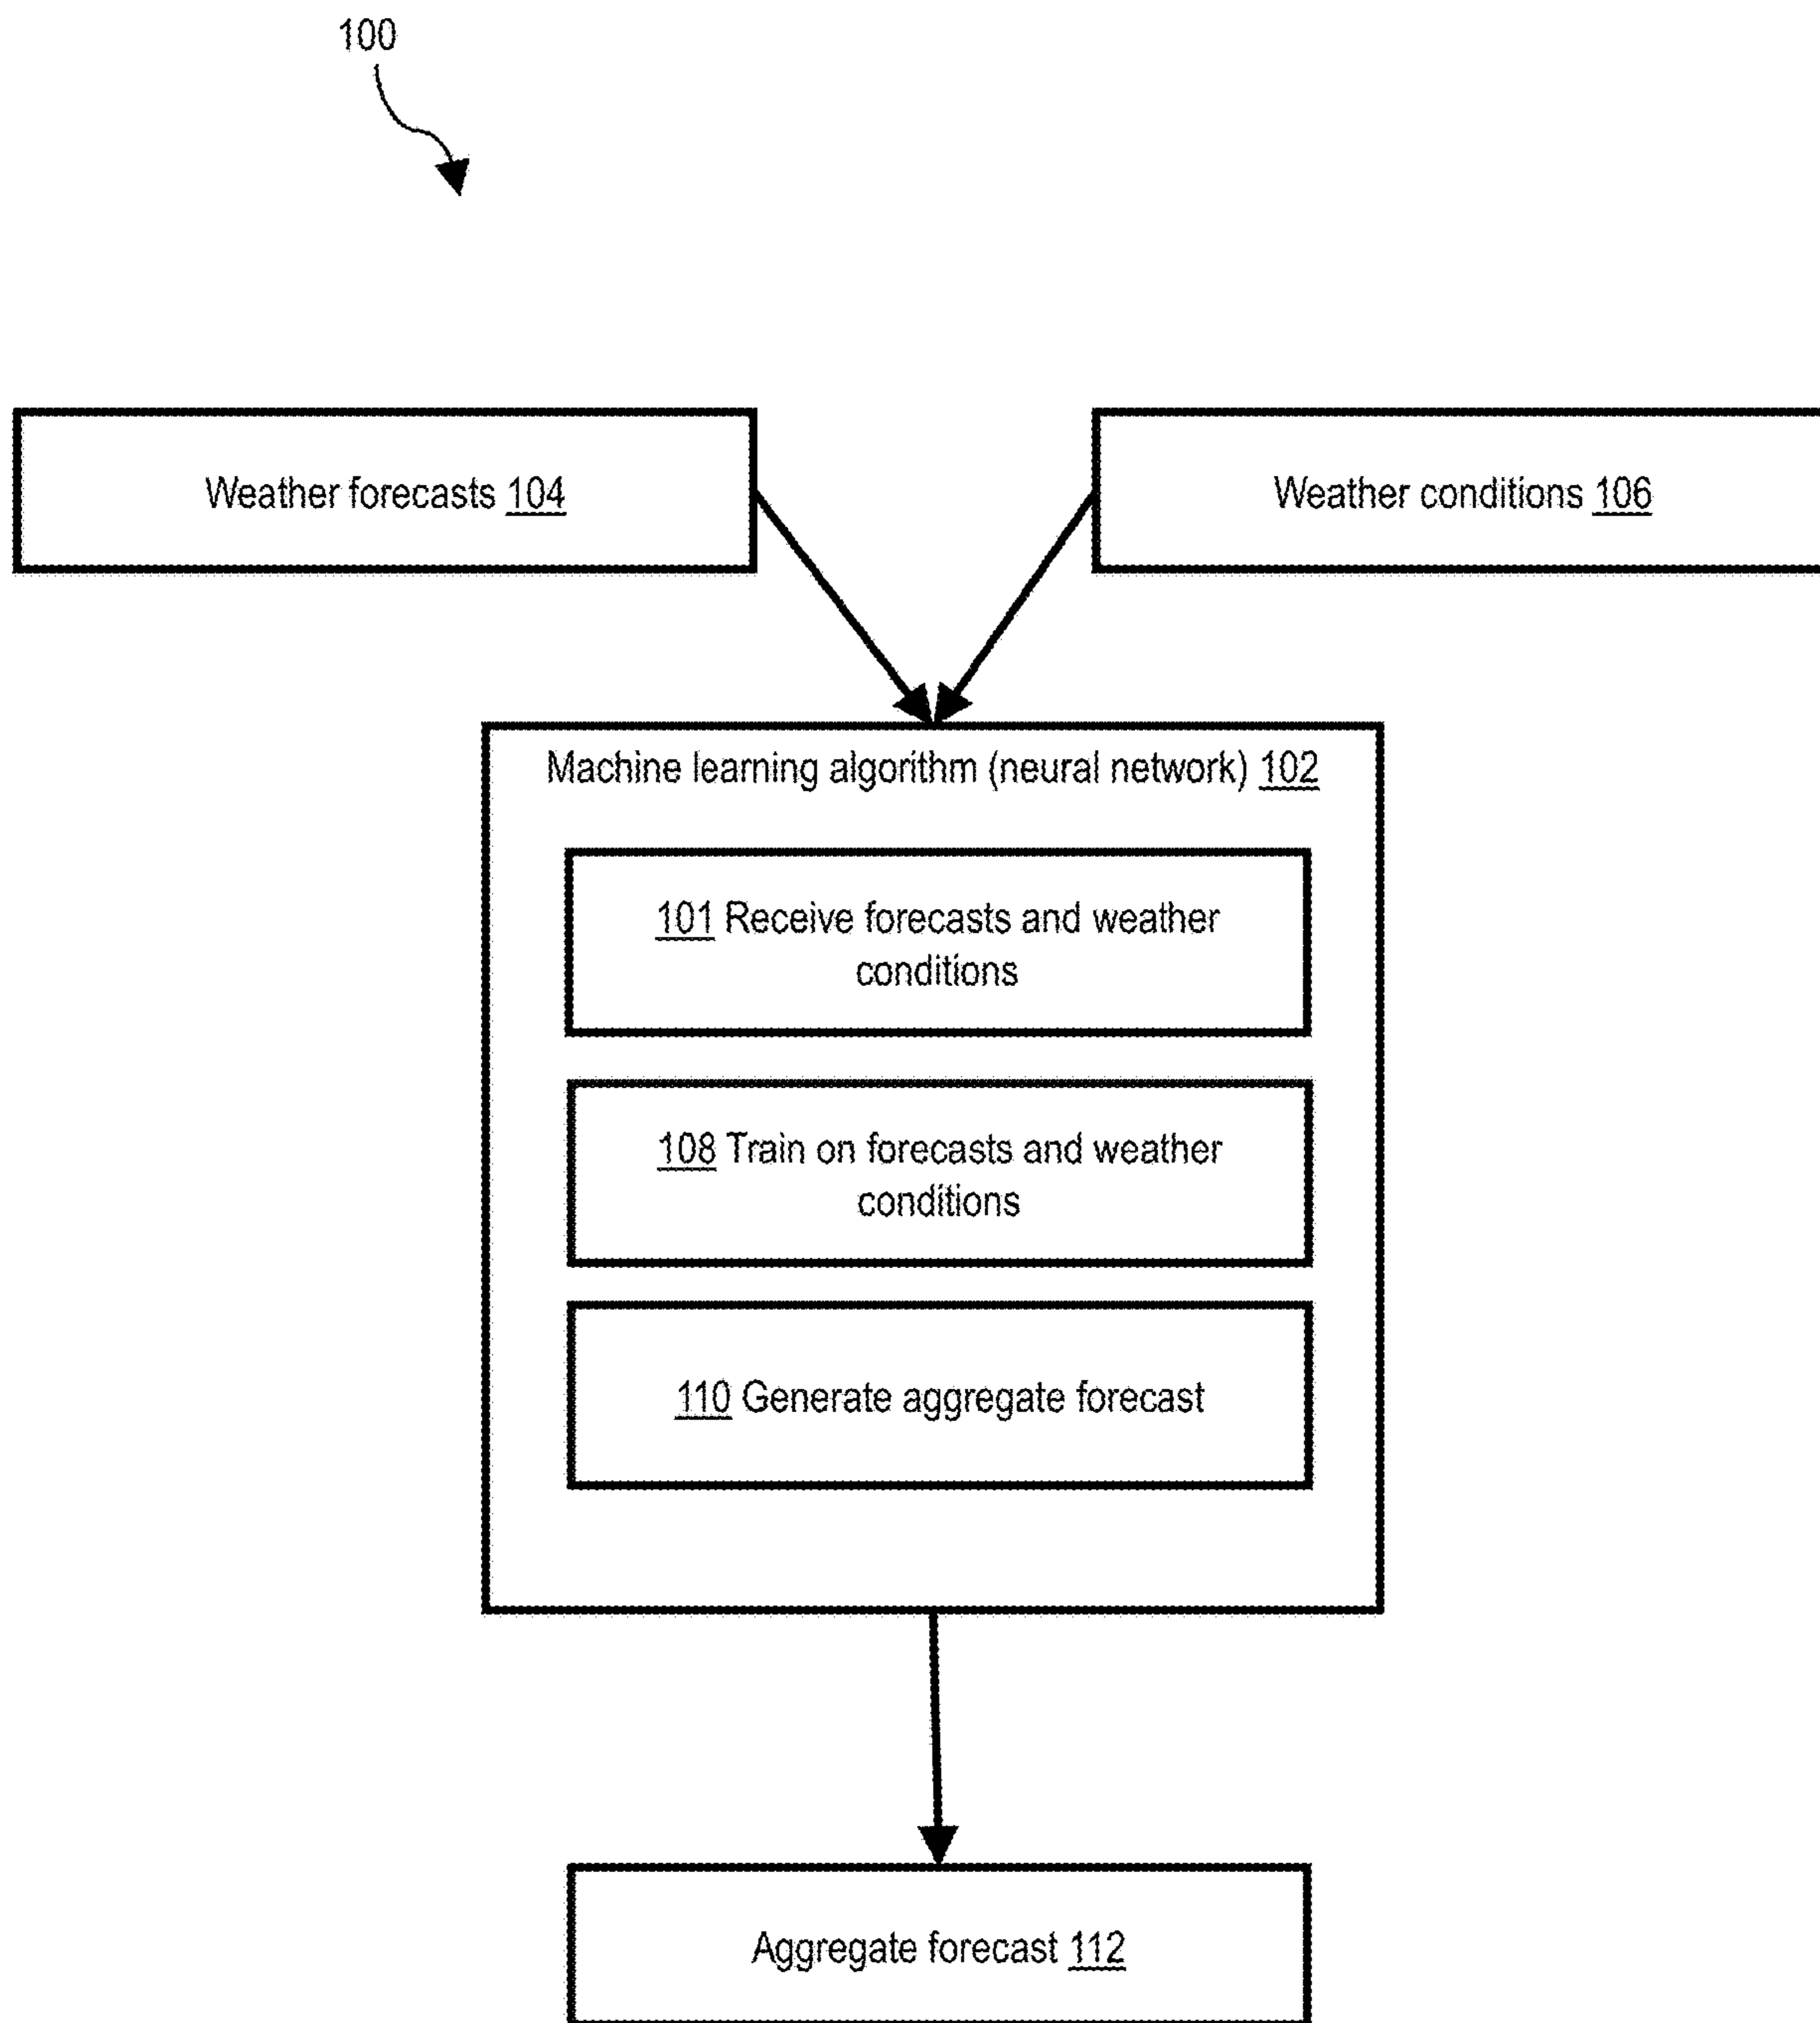 100
Weather forecasts 104
Weather conditions 106
Machine learning algorithm (neural network) 102
101 Receive forecasts and weather
conditions
108 Train on forecasts and weather
conditions
110 Generate aggregate forecast
Aggregate forecast 112